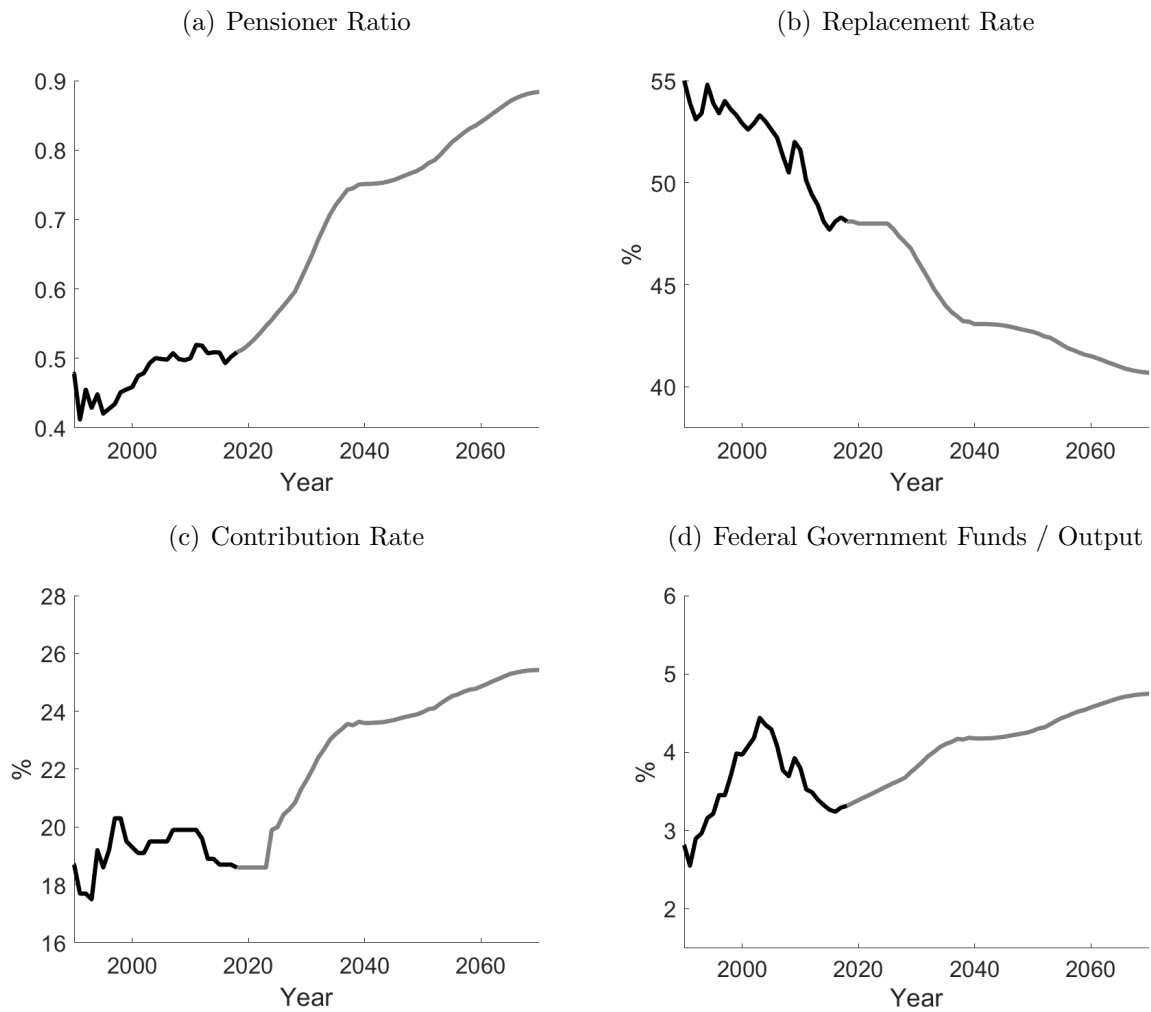 (a) Pensioner Ratio
0.9
0.8
0.7
0.6
0.5
0.4
2000 2020 2040 2060
Year
(b) Replacement Rate
55
50
45
40
%
2000 2020 2040 2060
Year
(c) Contribution Rate
28
26
24
22
20
18
16
%
2000 2020 2040 2060
Year
(d) Federal Government Funds / Output
6
5
4
3
2
%
2000 2020 2040 2060
Year